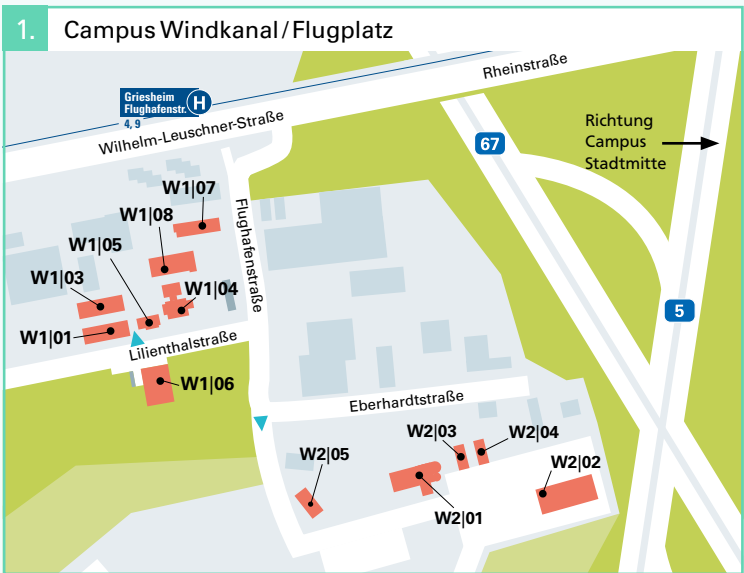 1. Campus Windkanal/Flugplatz
Rheinstraße
Griesheim
Flughafenstr.
H
4, 9
Wilhelm-Leuschner-Straße
Richtung
Campus
Stadtmitte
67
W1|07
W1|08
Flughafenstraße
W1|05
W1|03
W1|04
5
W1|01
Lilienthalstraße
W1|06
Eberhardtstraße
W2|03
W2|04
W2|05
W2|02
W2|01